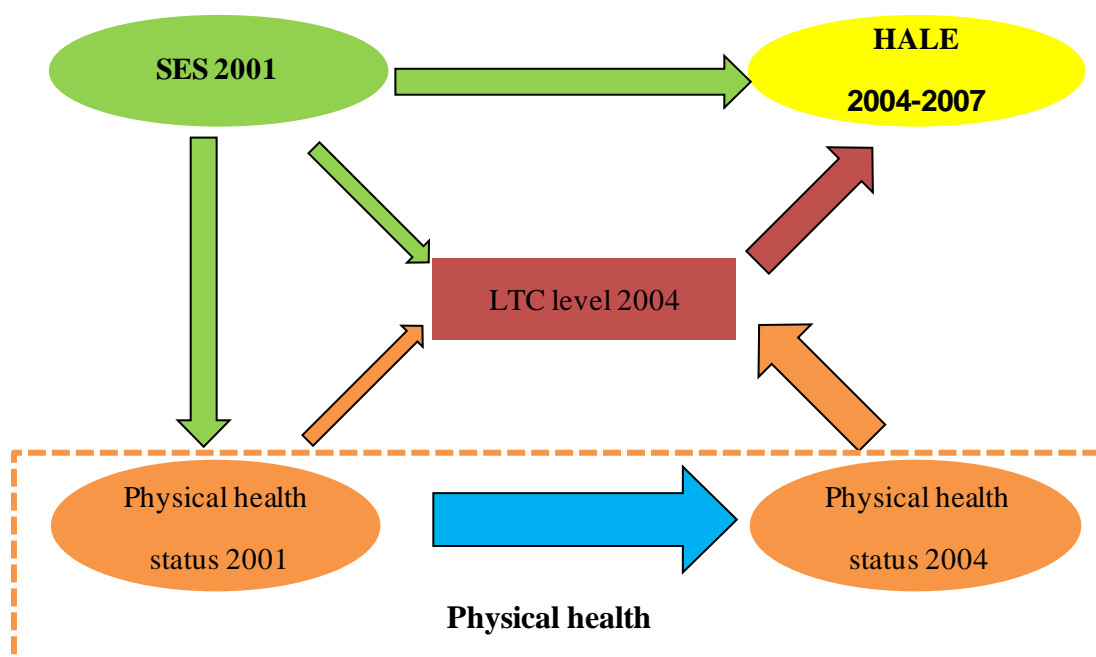 SES 2001
HALE
2004-2007
LTC level 2004
Physical health
status 2001
Physical health
status 2004
Physical health